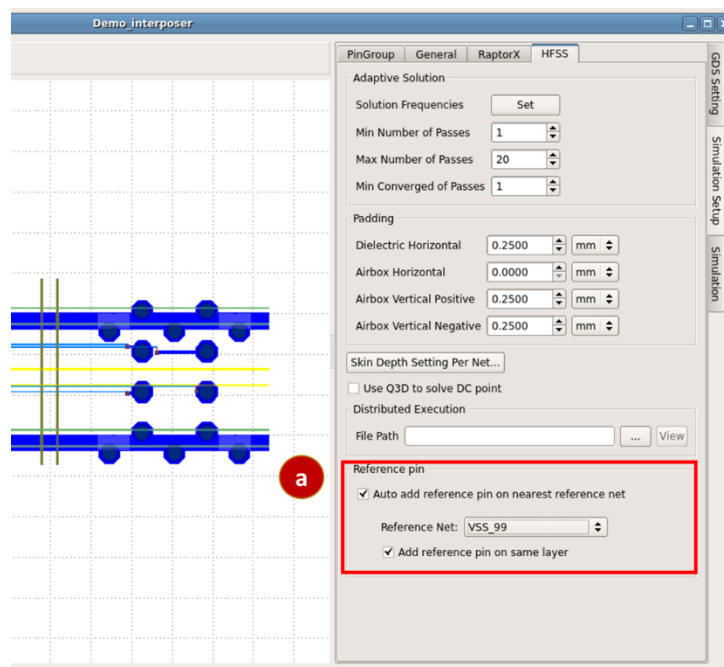 Demo_interposer
PinGroup General RaptorX HFSS
Adaptive Solution
Solution Frequencies Set
Min Number of Passes 1
Max Number of Passes 20
Min Converged of Passes 1
Padding
Dielectric Horizontal 0.2500 mm
Airbox Horizontal 0.0000 mm
Airbox Vertical Positive 0.2500 mm
Airbox Vertical Negative 0.2500 mm
Skin Depth Setting Per Net...
Use Q3D to solve DC point
Distributed Execution
File Path ... View
a
Reference pin
Auto add reference pin on nearest reference net
Reference Net: VSS_99
Add reference pin on same layer
GDS Setting
Simulation Setup
Simulation